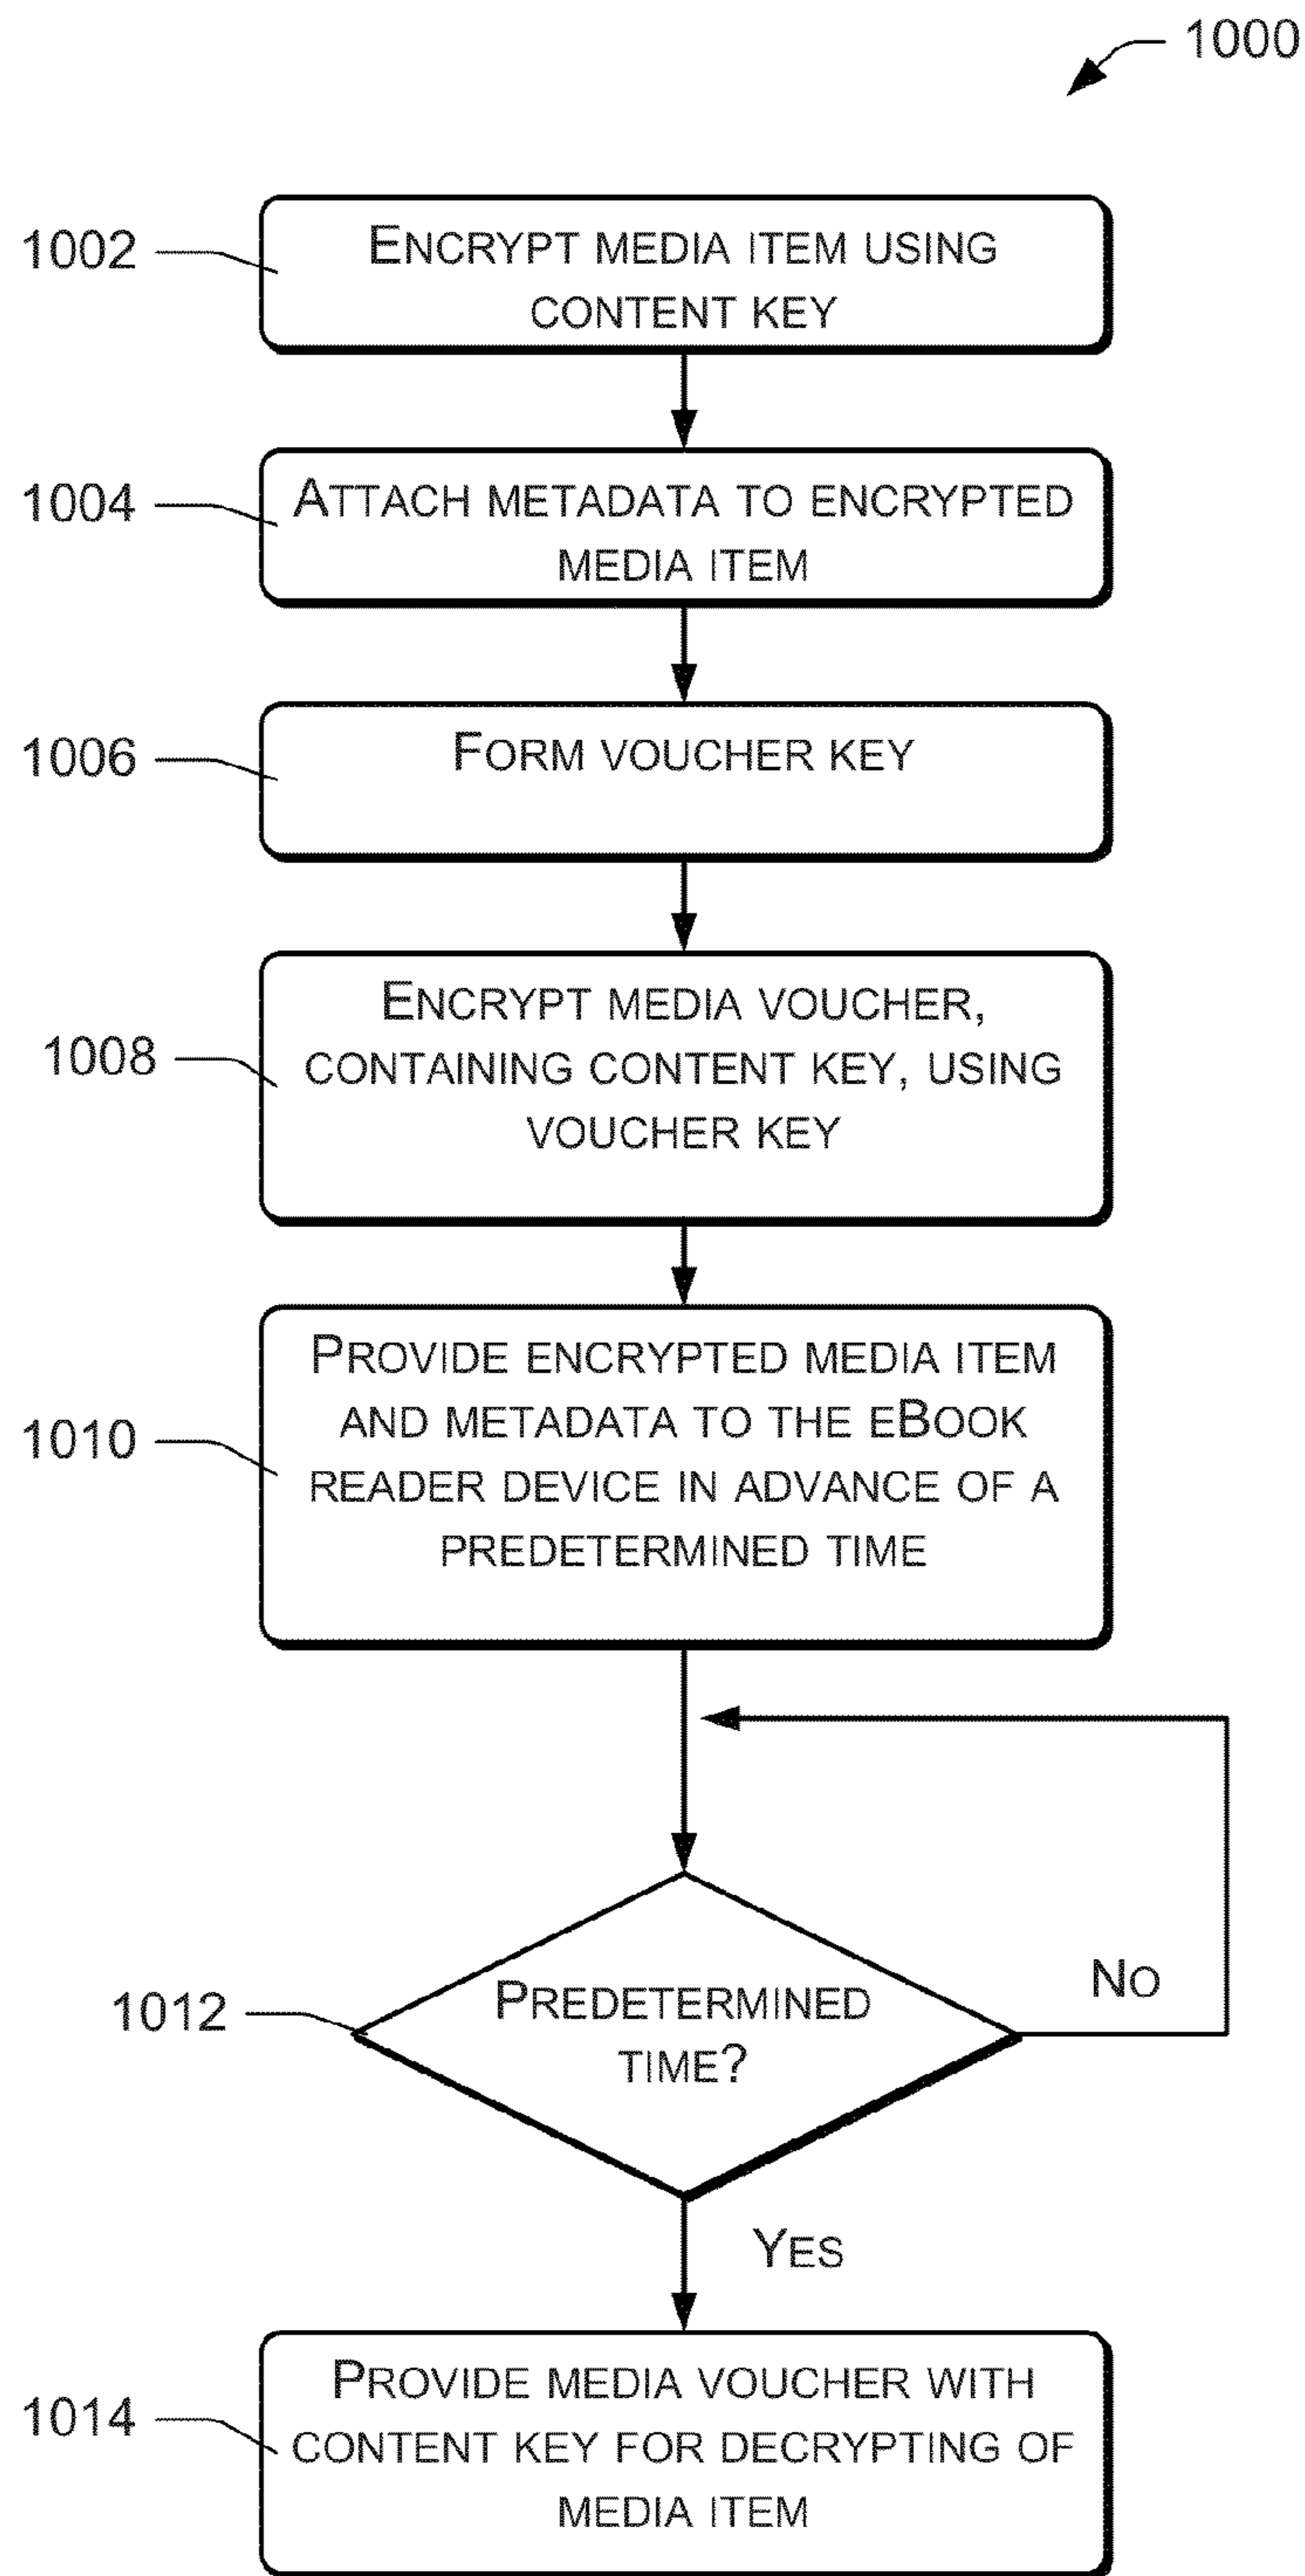 1000
1002
ENCRYPT MEDIA ITEM USING
CONTENT KEY
1004
ATTACH METADATA TO ENCRYPTED
MEDIA ITEM
1006
FORM VOUCHER KEY
1008
ENCRYPT MEDIA VOUCHER,
CONTAINING CONTENT KEY, USING
VOUCHER KEY
1010
PROVIDE ENCRYPTED MEDIA ITEM
AND METADATA TO THE EBOOK
READER DEVICE IN ADVANCE OF A
PREDETERMINED TIME
1012
PREDETERMINED
TIME?
NO
YES
1014
PROVIDE MEDIA VOUCHER WITH
CONTENT KEY FOR DECRYPTING OF
MEDIA ITEM